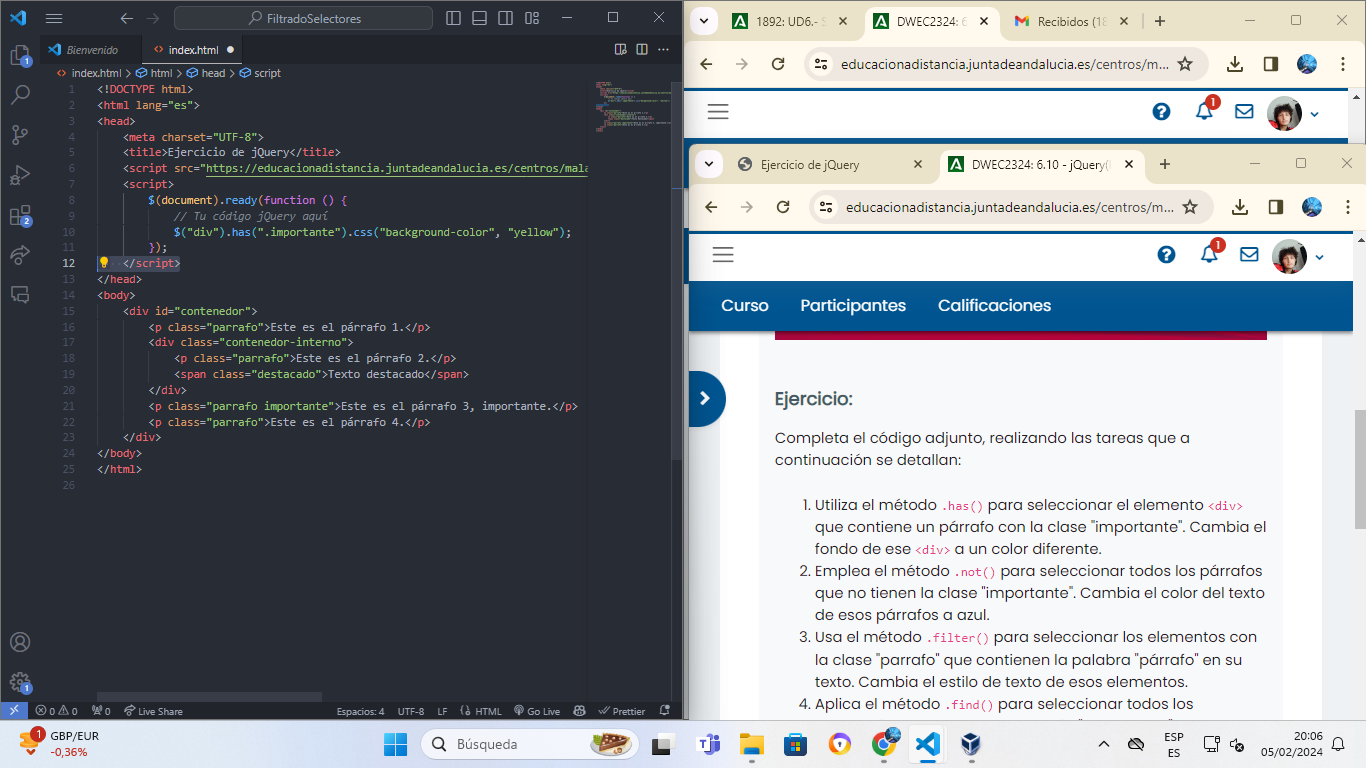 FiltradoSelectores
Bienvenido
index.html
index.html > html > head > script
1 <!DOCTYPE html>
2 <html lang="es">
3 <head>
4 <meta charset="UTF-8">
5 <title>Ejercicio de jQuery</title>
6 <script src="https://educacionadistancia.juntadeandalucia.es/centros/mala
7 <script>
8 $(document).ready(function () {
9 // Tu código jQuery aquí
10 $("div").has(".importante").css("background-color", "yellow");
11 });
12 </script>
13 </head>
14 <body>
15 <div id="contenedor">
16 <p class="parrafo">Este es el párrafo 1.</p>
17 <div class="contenedor-interno">
18 <p class="parrafo">Este es el párrafo 2.</p>
19 <span class="destacado">Texto destacado</span>
20 </div>
21 <p class="parrafo importante">Este es el párrafo 3, importante.</p>
22 <p class="parrafo">Este es el párrafo 4.</p>
23 </div>
24 </body>
25 </html>
26
1
2
1
0 0 0 Live Share Espacios: 4 UTF-8 LF HTML Go Live Prettier
1892: UD6.- S
DWEC2324: 6
Recibidos (18
educacionadistancia.juntadeandalucia.es/centros/m...
1
Ejercicio de jQuery
DWEC2324: 6.10 - jQuery(I
educacionadistancia.juntadeandalucia.es/centros/m...
1
Curso Participantes Calificaciones
Ejercicio:
Completa el código adjunto, realizando las tareas que a
continuación se detallan:
1. Utiliza el método .has() para seleccionar el elemento <div>
que contiene un párrafo con la clase "importante". Cambia el
fondo de ese <div> a un color diferente.
2. Emplea el método .not() para seleccionar todos los párrafos
que no tienen la clase "importante". Cambia el color del texto
de esos párrafos a azul.
3. Usa el método .filter() para seleccionar los elementos con
la clase "parrafo" que contienen la palabra "párrafo" en su
texto. Cambia el estilo de texto de esos elementos.
4. Aplica el método .find() para seleccionar todos los
1
GBP/EUR
-0,36%
Búsqueda
ESP
ES
20:06
05/02/2024